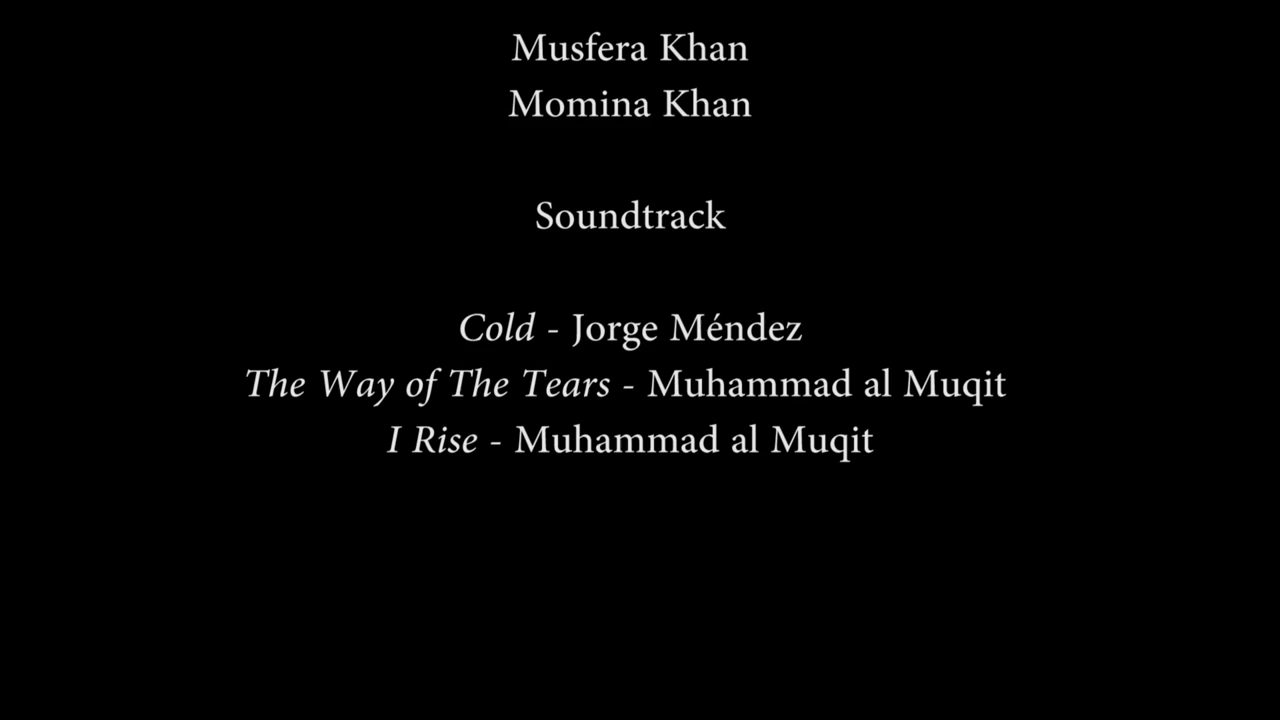 Musfera Khan
Momina Khan
Soundtrack
Cold - Jorge Méndez
The Way of The Tears - Muhammad al Muqit
I Rise - Muhammad al Muqit